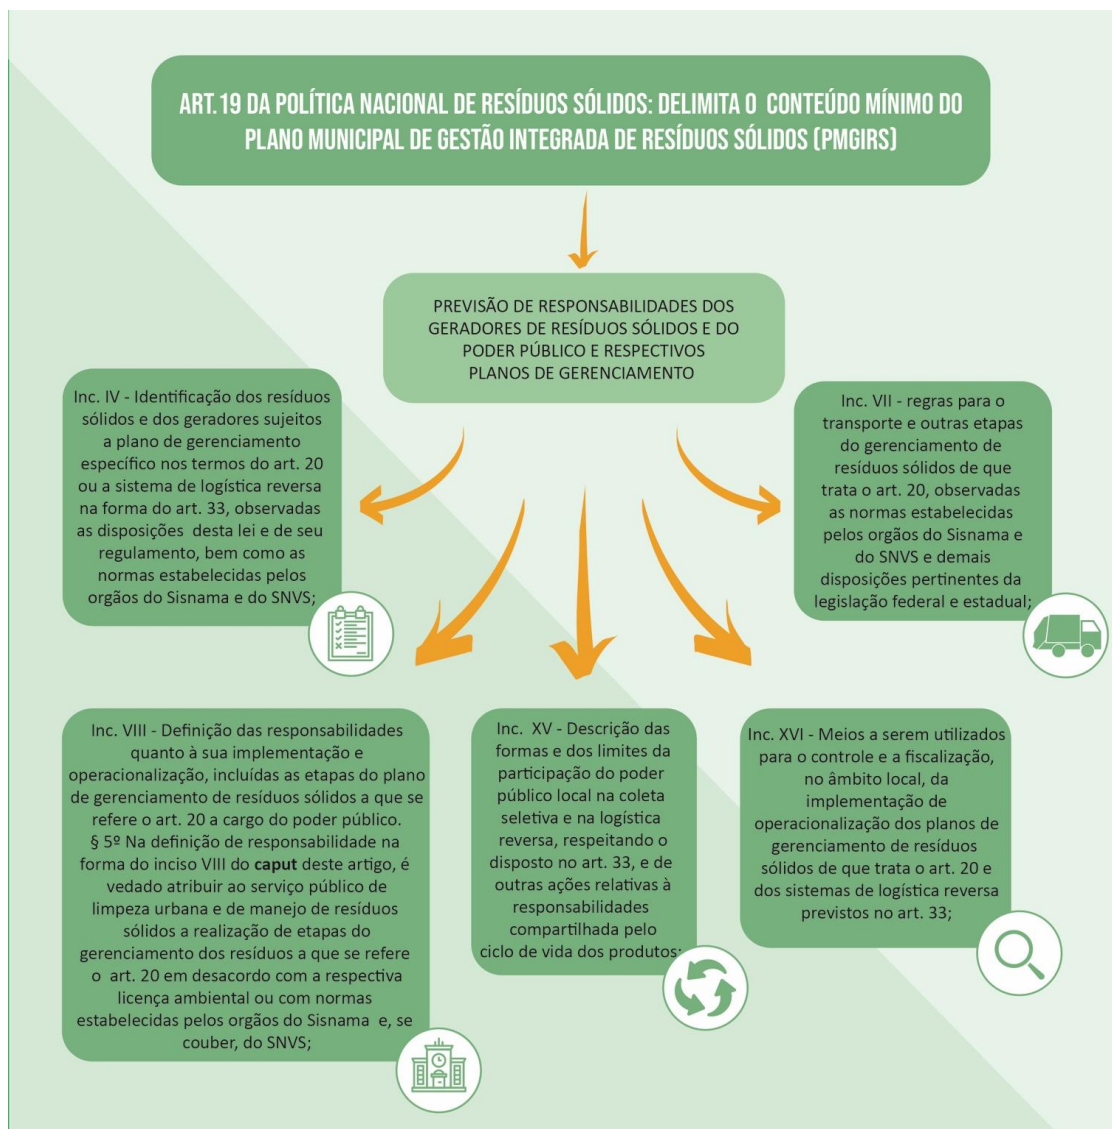 ART.19 DA POLÍTICA NACIONAL DE RESÍDUOS SÓLIDOS: DELIMITA O CONTEÚDO MÍNIMO DO
PLANO MUNICIPAL DE GESTÃO INTEGRADA DE RESÍDUOS SÓLIDOS (PMGIRS)
PREVISÃO DE RESPONSABILIDADES DOS
GERADORES DE RESÍDUOS SÓLIDOS E DO
PODER PÚBLICO E RESPECTIVOS
PLANOS DE GERENCIAMENTO
Inc. IV - Identificação dos resíduos
sólidos e dos geradores sujeitos
a plano de gerenciamento
específico nos termos do art. 20
ou a sistema de logística reversa
na forma do art. 33, observadas
as disposições desta lei e de seu
regulamento, bem como as
normas estabelecidas pelos
orgãos do Sisnama e do SNVS;
Inc. VII - regras para o
transporte e outras etapas
do gerenciamento de
resíduos sólidos de que
trata o art. 20, observadas
as normas estabelecidas
pelos orgãos do Sisnama e
do SNVS e demais
disposições pertinentes da
legislação federal e estadual;
Inc. VIII - Definição das responsabilidades
quanto à sua implementação e
operacionalização, incluídas as etapas do plano
de gerenciamento de resíduos sólidos a que se
refere o art. 20 a cargo do poder público.
§ 5º Na definição de responsabilidade na
forma do inciso VIII do caput deste artigo, é
vedado atribuir ao serviço público de
limpeza urbana e de manejo de resíduos
sólidos a realização de etapas do
gerenciamento dos resíduos a que se refere
o art. 20 em desacordo com a respectiva
licença ambiental ou com normas
estabelecidas pelos orgãos do Sisnama e, se
couber, do SNVS;
Inc. XV - Descrição das
formas e dos limites da
participação do poder
público local na coleta
seletiva e na logística
reversa, respeitando o
disposto no art. 33, e de
outras ações relativas à
responsabilidades
compartilhada pelo
ciclo de vida dos produtos;
Inc. XVI - Meios a serem utilizados
para o controle e a fiscalização,
no âmbito local, da
implementação de
operacionalização dos planos de
gerenciamento de resíduos
sólidos de que trata o art. 20 e
dos sistemas de logística reversa
previstos no art. 33;